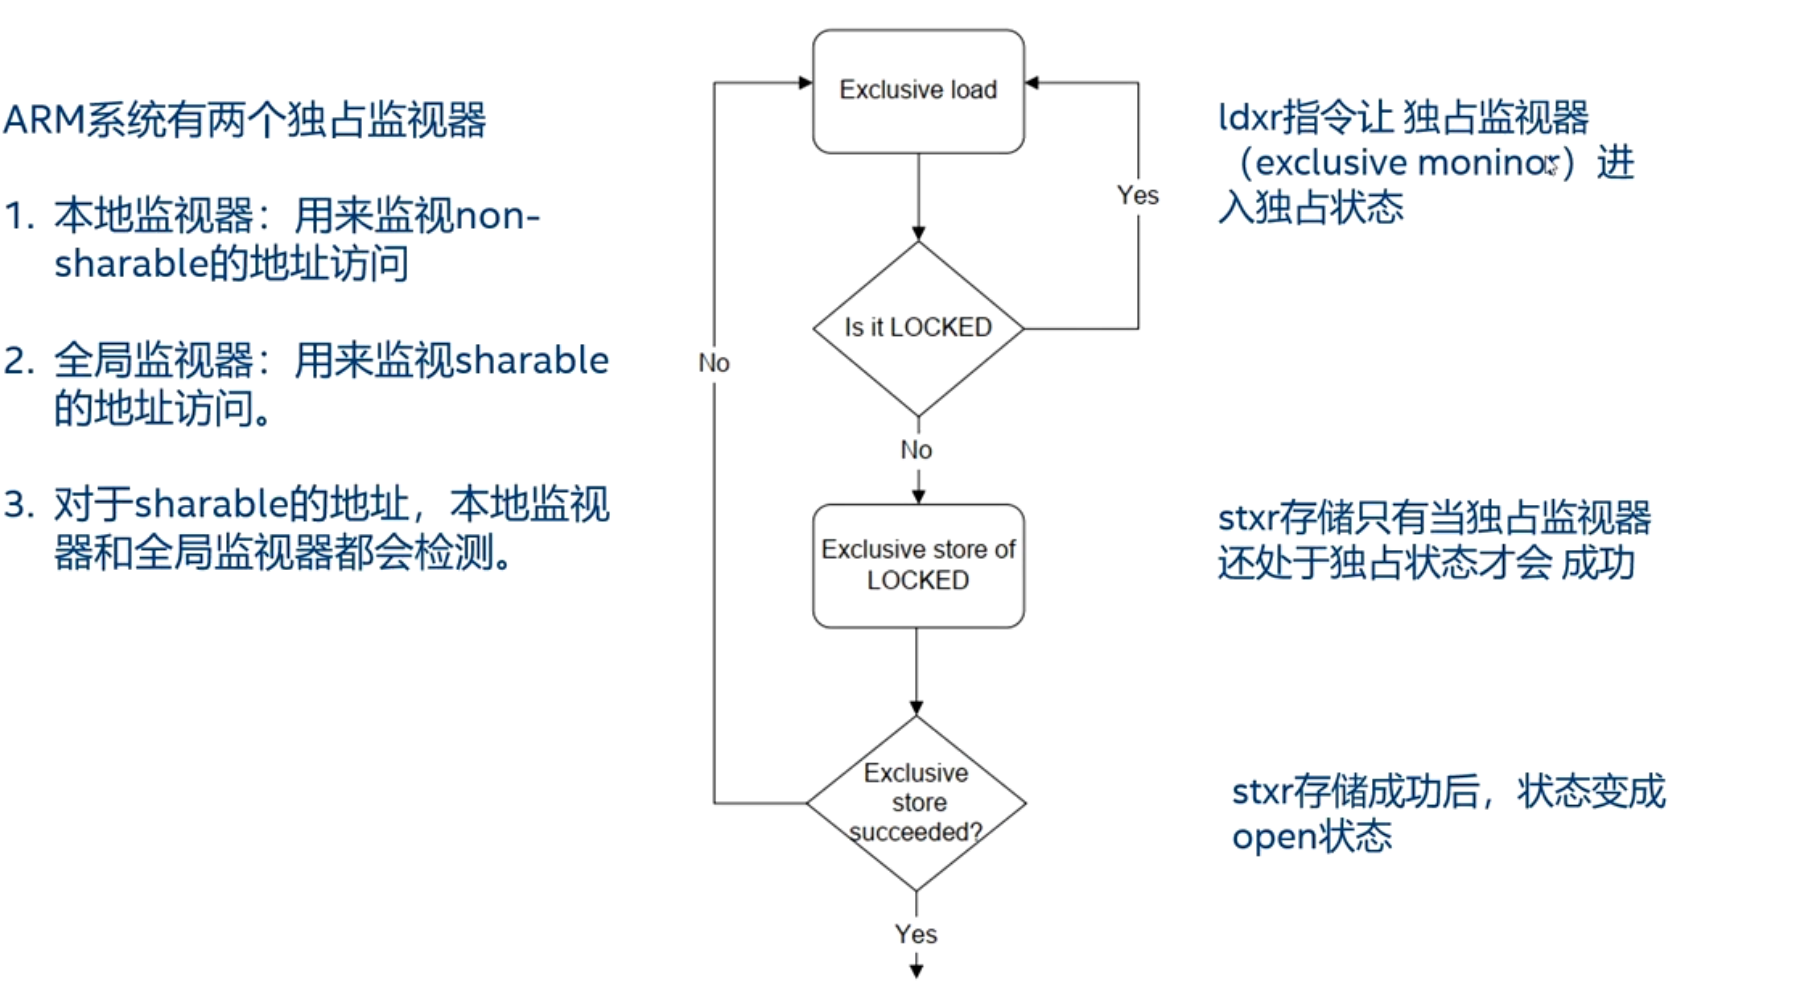 ARM系统有两个独占监视器
1. 本地监视器：用来监视non-
sharable的地址访问
2. 全局监视器：用来监视sharable
的地址访问。
3. 对于sharable的地址，本地监视
器和全局监视器都会检测。
Exclusive load
Yes
Is it LOCKED
No
No
Exclusive store of
LOCKED
Exclusive
store
succeeded?
Yes
ldxr指令让 独占监视器
（exclusive moninor）进
入独占状态
stxr存储只有当独占监视器
还处于独占状态才会 成功
stxr存储成功后，状态变成
open状态